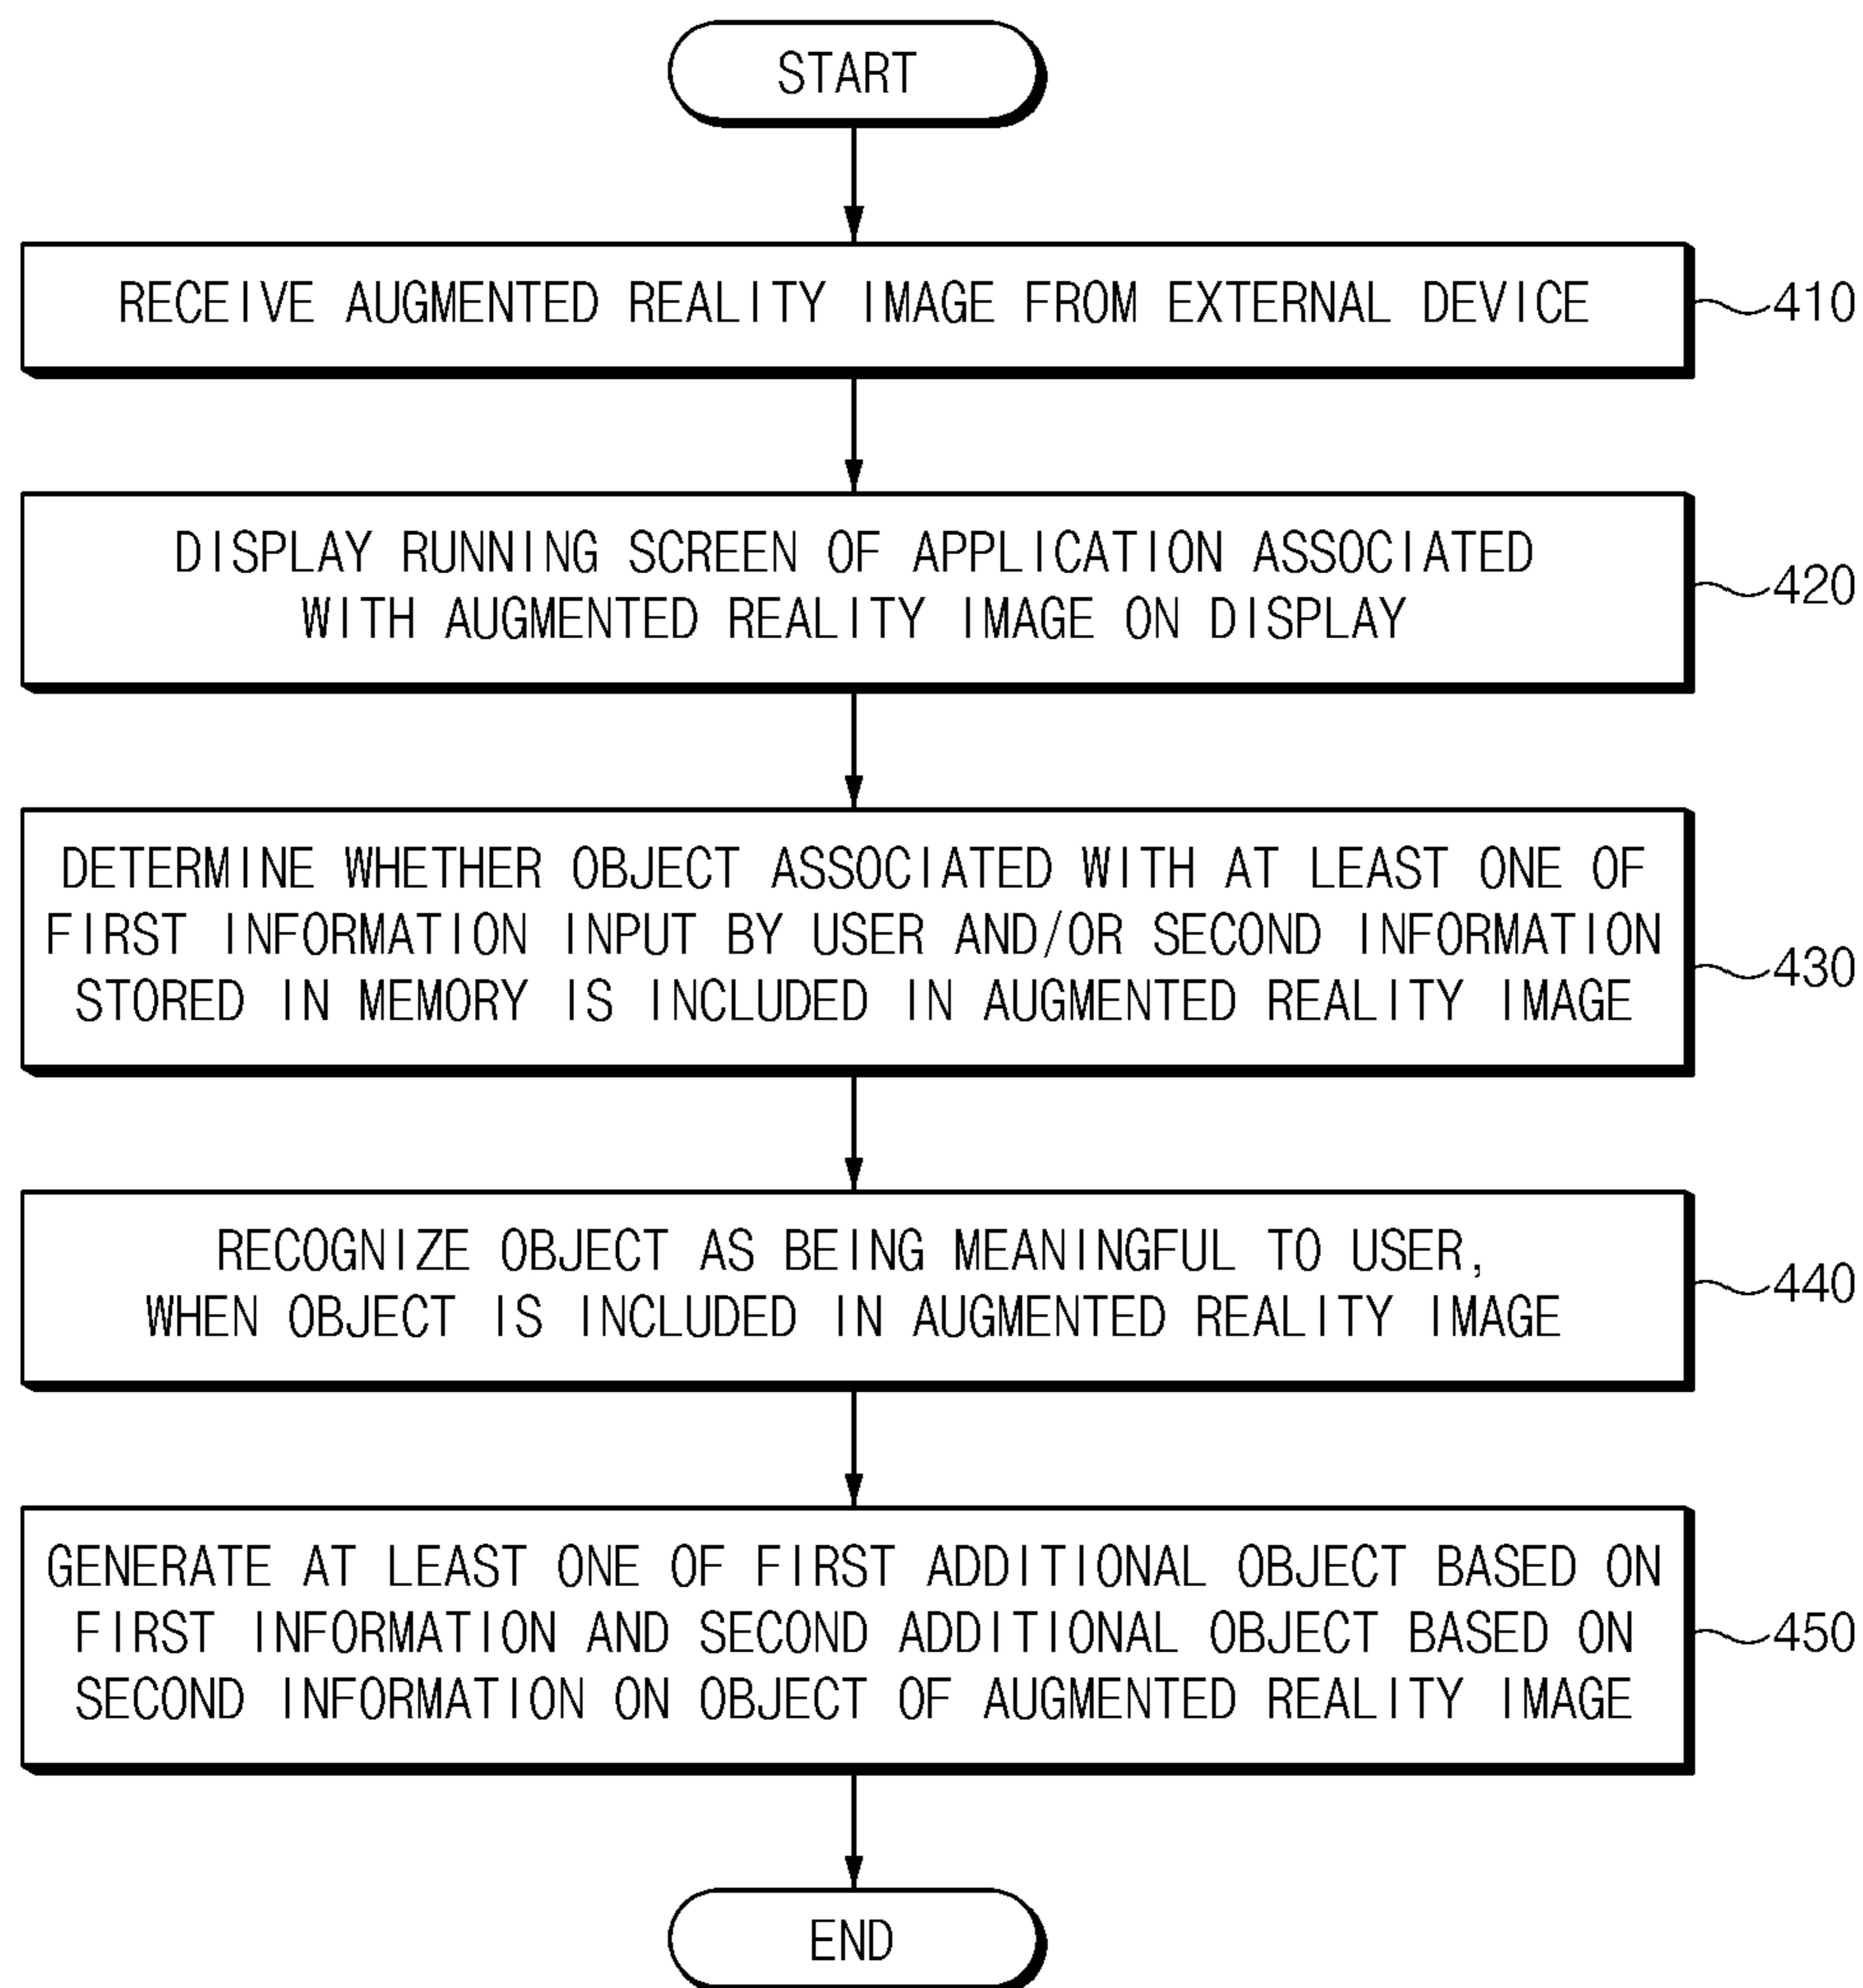 START
RECEIVE AUGMENTED REALITY IMAGE FROM EXTERNAL DEVICE
410
DISPLAY RUNNING SCREEN OF APPLICATION ASSOCIATED
WITH AUGMENTED REALITY IMAGE ON DISPLAY
420
DETERMINE WHETHER OBJECT ASSOCIATED WITH AT LEAST ONE OF
FIRST INFORMATION INPUT BY USER AND/OR SECOND INFORMATION
STORED IN MEMORY IS INCLUDED IN AUGMENTED REALITY IMAGE
430
RECOGNIZE OBJECT AS BEING MEANINGFUL TO USER,
WHEN OBJECT IS INCLUDED IN AUGMENTED REALITY IMAGE
440
GENERATE AT LEAST ONE OF FIRST ADDITIONAL OBJECT BASED ON
FIRST INFORMATION AND SECOND ADDITIONAL OBJECT BASED ON
SECOND INFORMATION ON OBJECT OF AUGMENTED REALITY IMAGE
450
END